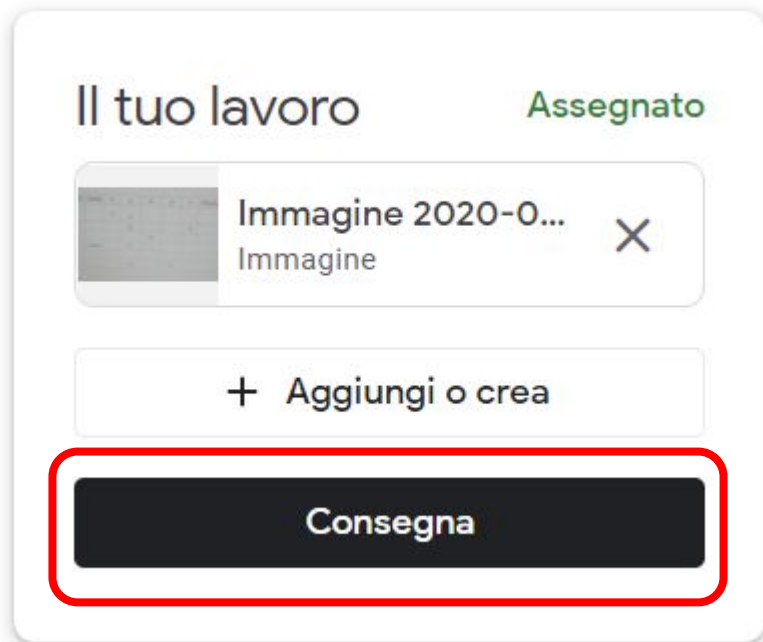 Il tuo lavoro
Assegnato
Immagine 2020-0...
Immagine
+ Aggiungi o crea
Consegna